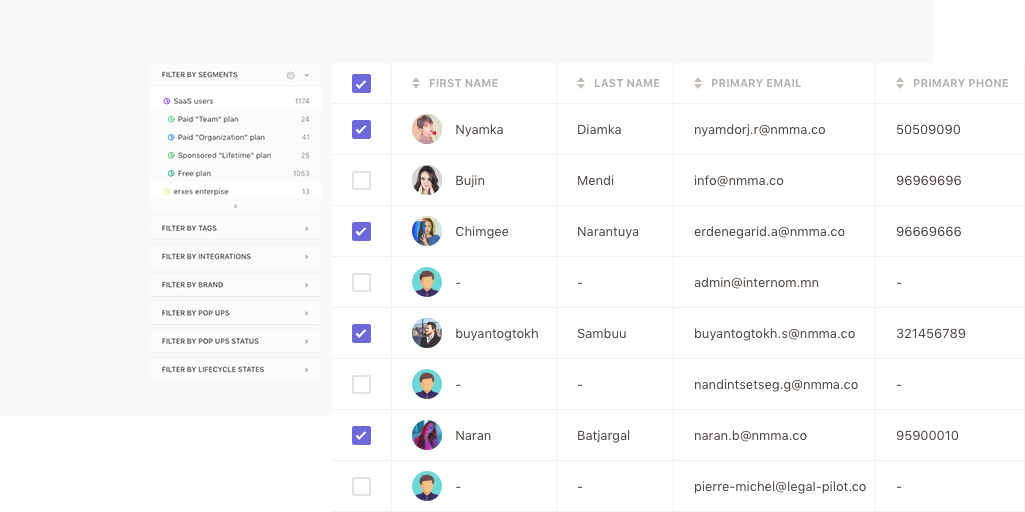 FILTER BY SEGMENTS
SaaS users 1174
Paid "Team" plan 24
Paid "Organization" plan 41
Sponsored "Lifetime" plan 25
Free plan 1053
erxes enterpise 13
FILTER BY TAGS
FILTER BY INTEGRATIONS
FILTER BY BRAND
FILTER BY POP UPS
FILTER BY POP UPS STATUS
FILTER BY LIFECYCLE STATES
FIRST NAME LAST NAME PRIMARY EMAIL PRIMARY PHONE
Nyamka Diamka nyamdorj.r@nmma.co 50509090
Bujin Mendi info@nmma.co 96969696
Chimgee Narantuya erdenegarid.a@nmma.co 96669666
- - admin@internom.mn -
buyantogtokh Sambuu buyantogtokh.s@nmma.co 321456789
- - nandintsetseg.g@nmma.co -
Naran Batjargal naran.b@nmma.co 95900010
- - pierre-michel@legal-pilot.co -